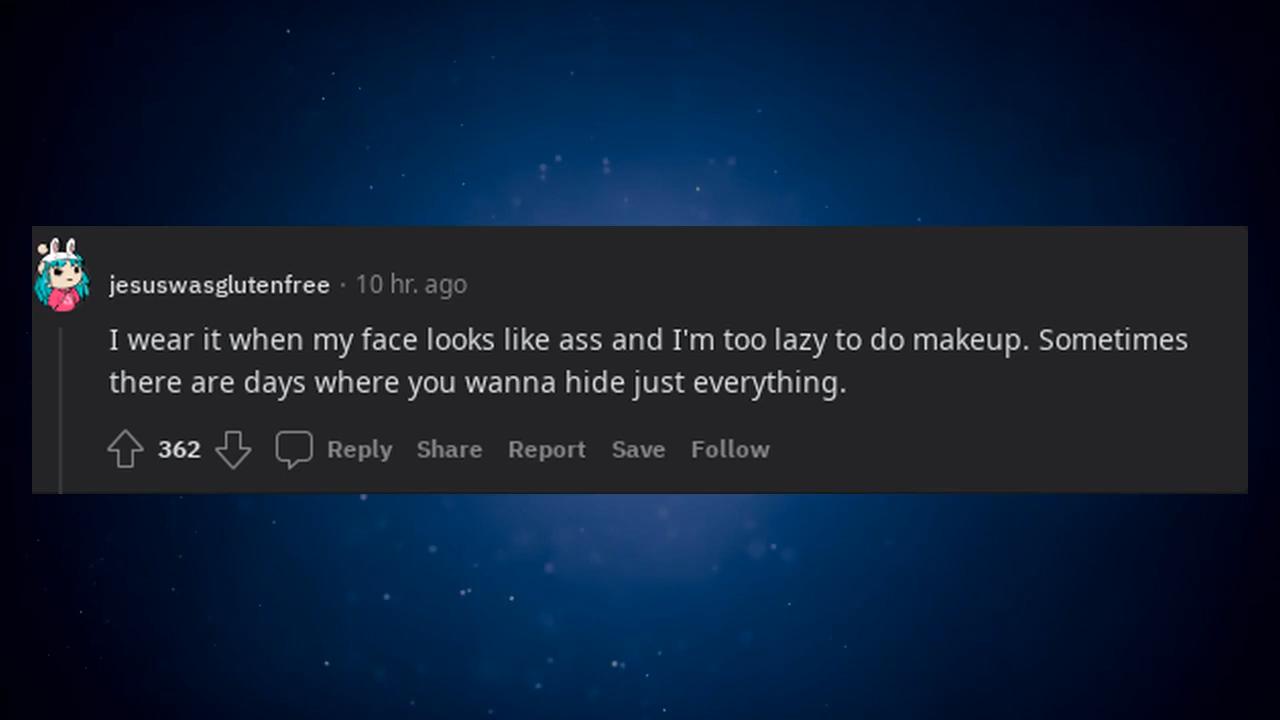 jesuswasglutenfree · 10 hr. ago
I wear it when my face looks like ass and I'm too lazy to do makeup. Sometimes
there are days where you wanna hide just everything.
362 Reply Share Report Save Follow